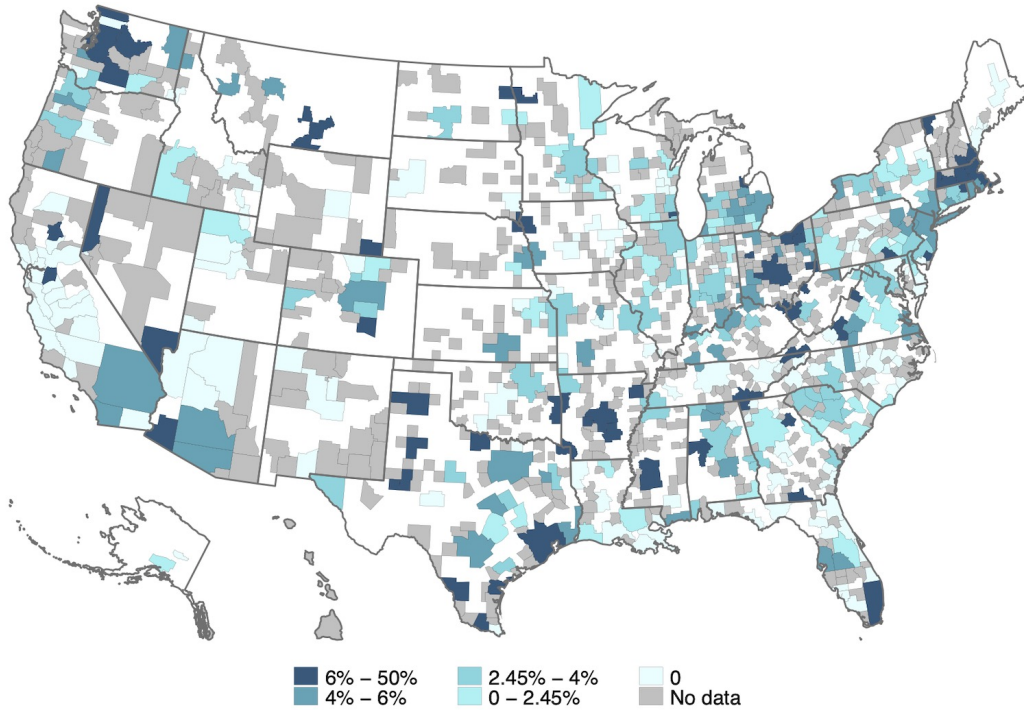 6% – 50% 2.45% – 4% 0
4% – 6% 0 – 2.45% No data